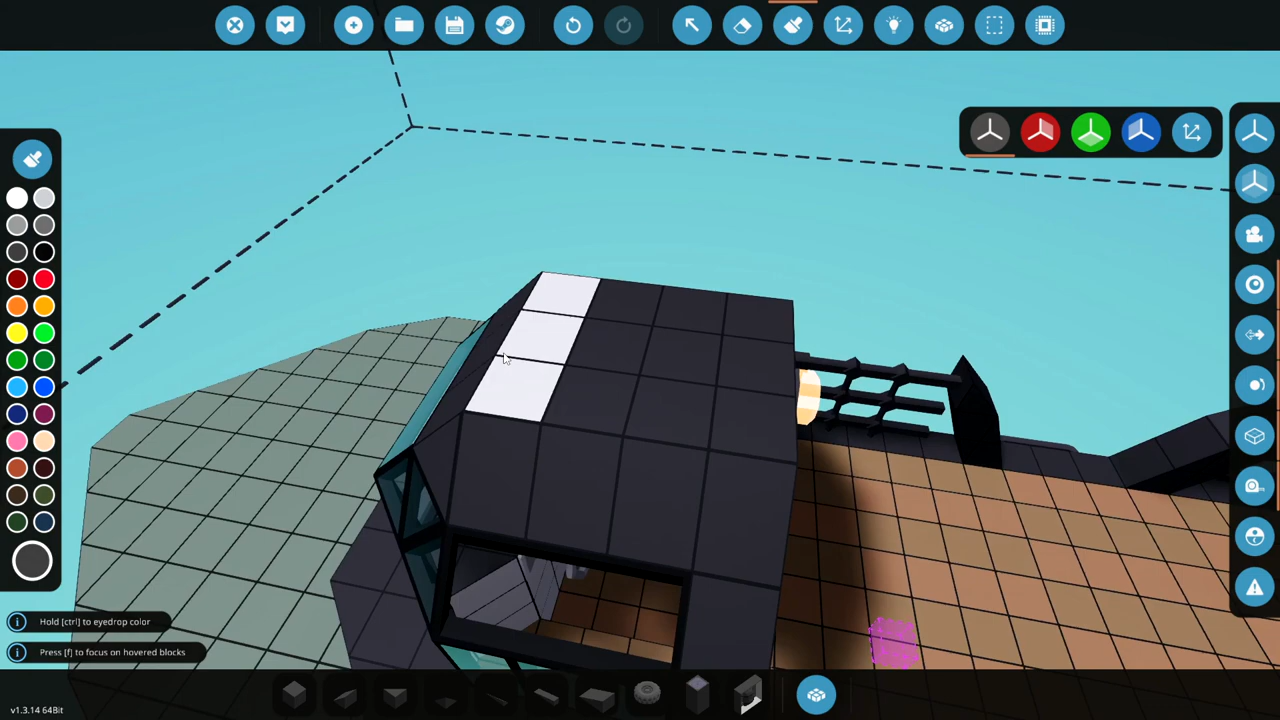 Hold [ctrl] to eyedrop color
Press [f] to focus on hovered blocks
v1.3.14 64Bit